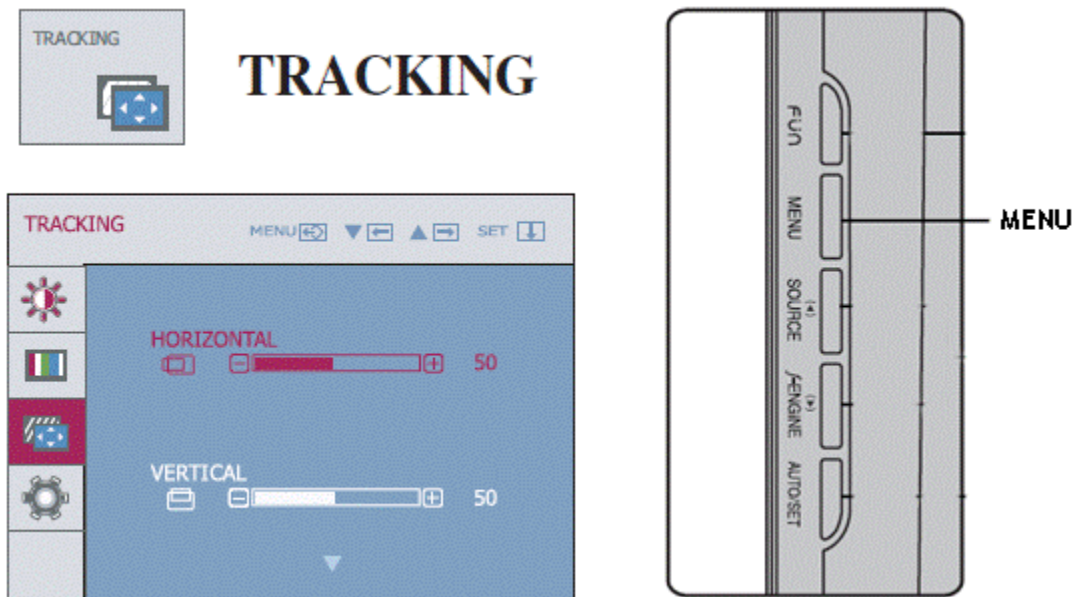 TRACKING
TRACKING
TRACKING
MENU ▼ ▲ SET
HORIZONTAL
50
VERTICAL
50
▼
FUN
MENU
SOURCE (◄)
f-ENGINE (►)
AUTO/SET
MENU